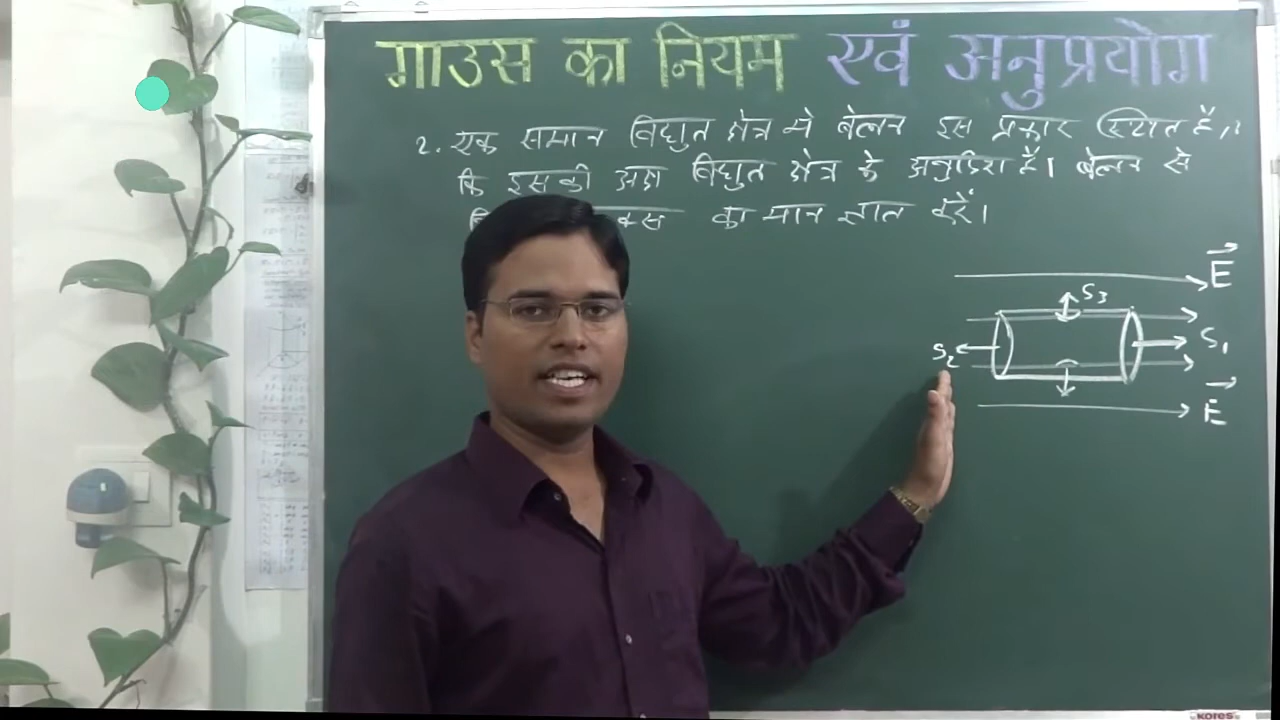 गाउस का नियम एवं अनुप्रयोग
2. एक समान विद्युत क्षेत्र मे बेलन इस प्रकार स्थित हैं,
कि इसकी अक्ष विद्युत क्षेत्र के अनुदिश हैं। बेलन से
का मान ज्ञात करें।
E
S3
S2
S1
E
kores